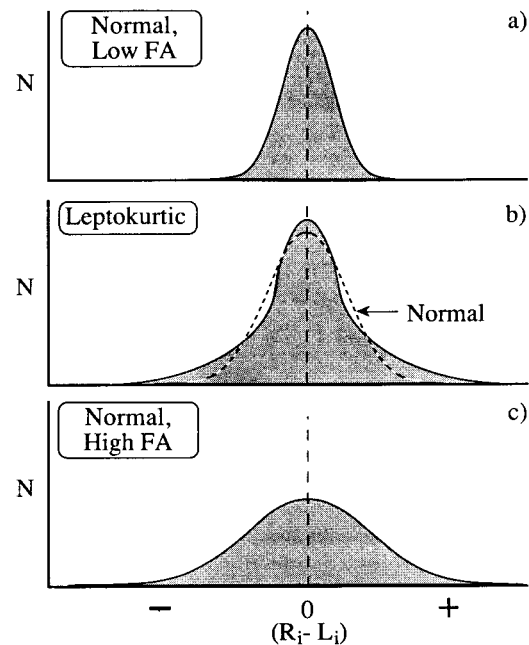 Normal,
Low FA
a)
N
Leptokurtic
b)
N
Normal
Normal,
High FA
c)
N
− 0 +
(Rᵢ- Lᵢ)